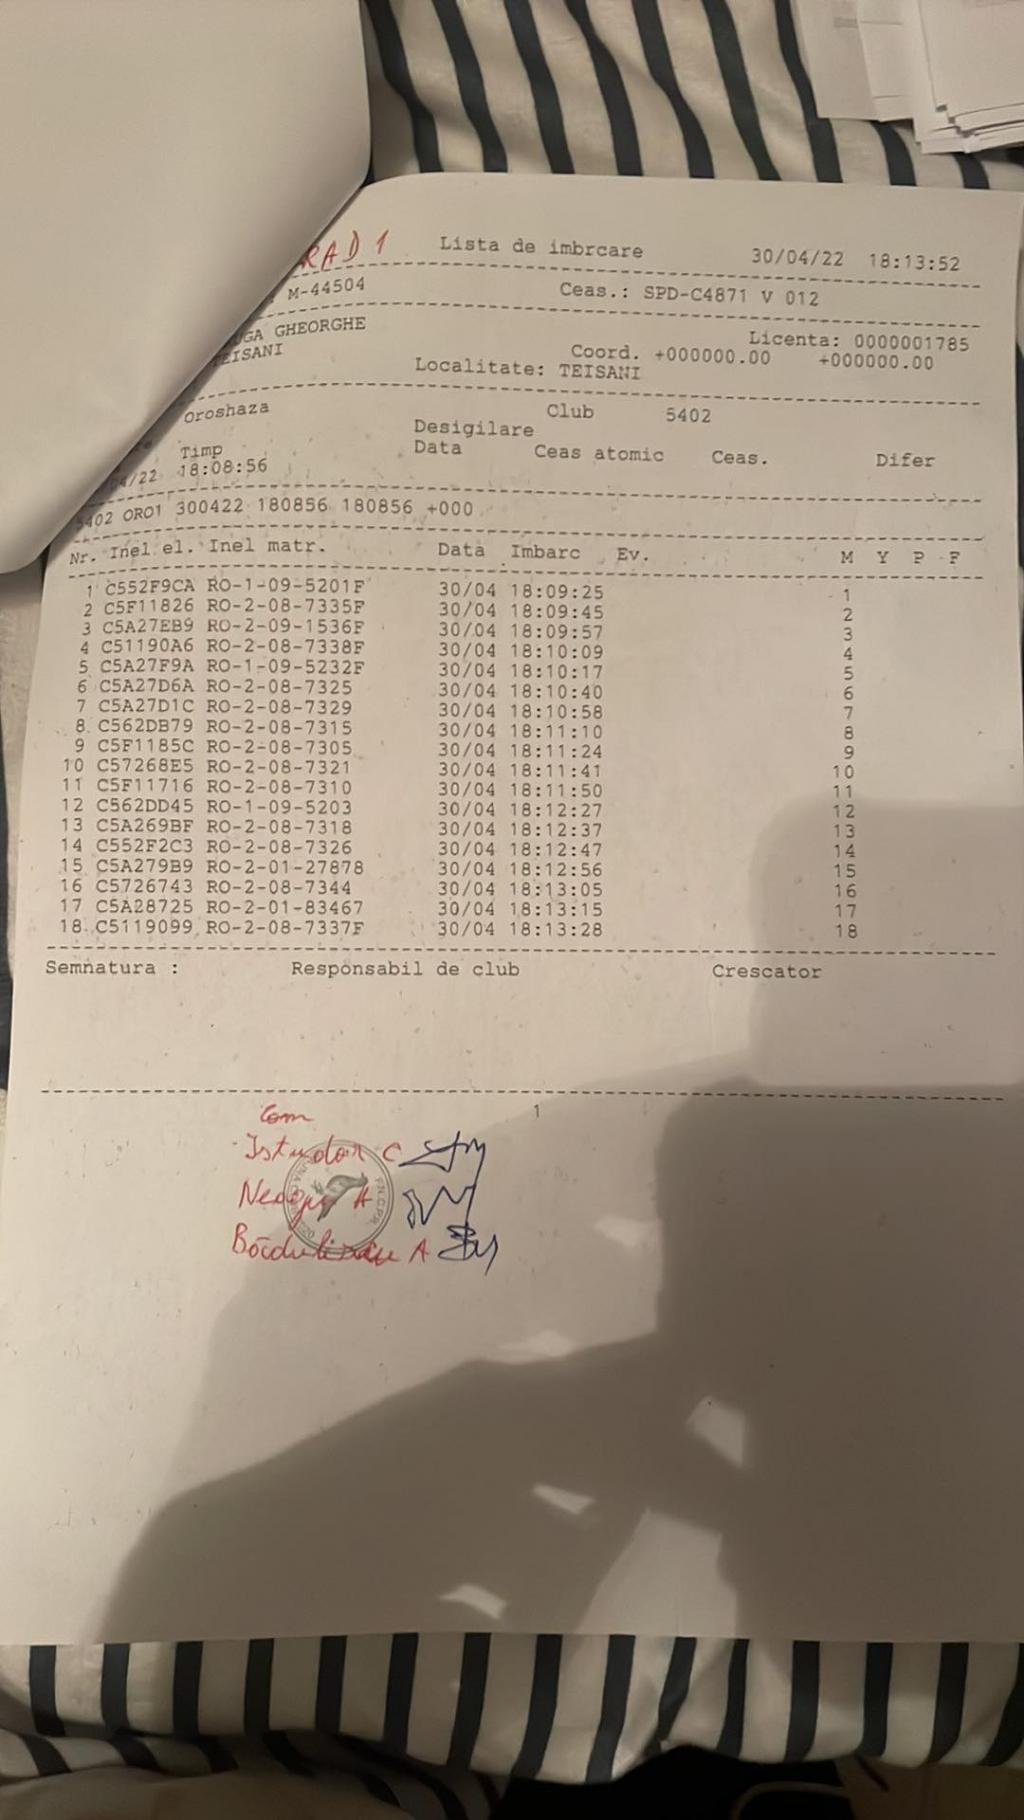 RAD 1 Lista de imbrcare 30/04/22 18:13:52
M-44504 Ceas.: SPD-C4871 V 012
UGA GHEORGHE Licenta: 0000001785
TEISANI Coord. +000000.00 +000000.00
Localitate: TEISANI
Oroshaza Club 5402
Desigilare
Timp Data Ceas atomic Ceas. Difer
04/22 18:08:56
5402 ORO1 300422 180856 180856 +000
Nr. Inel el. Inel matr. Data Imbarc Ev. M Y P F
1 C552F9CA RO-1-09-5201F 30/04 18:09:25 1
2 C5F11826 RO-2-08-7335F 30/04 18:09:45 2
3 C5A27EB9 RO-2-09-1536F 30/04 18:09:57 3
4 C51190A6 RO-2-08-7338F 30/04 18:10:09 4
5 C5A27F9A RO-1-09-5232F 30/04 18:10:17 5
6 C5A27D6A RO-2-08-7325 30/04 18:10:40 6
7 C5A27D1C RO-2-08-7329 30/04 18:10:58 7
8 C562DB79 RO-2-08-7315 30/04 18:11:10 8
9 C5F1185C RO-2-08-7305 30/04 18:11:24 9
10 C57268E5 RO-2-08-7321 30/04 18:11:41 10
11 C5F11716 RO-2-08-7310 30/04 18:11:50 11
12 C562DD45 RO-1-09-5203 30/04 18:12:27 12
13 C5A269BF RO-2-08-7318 30/04 18:12:37 13
14 C552F2C3 RO-2-08-7326 30/04 18:12:47 14
15 C5A279B9 RO-2-01-27878 30/04 18:12:56 15
16 C5726743 RO-2-08-7344 30/04 18:13:05 16
17 C5A28725 RO-2-01-83467 30/04 18:13:15 17
18 C5119099 RO-2-08-7337F 30/04 18:13:28 18
Semnatura : Responsabil de club Crescator
1
Com
Istudor C
A
A